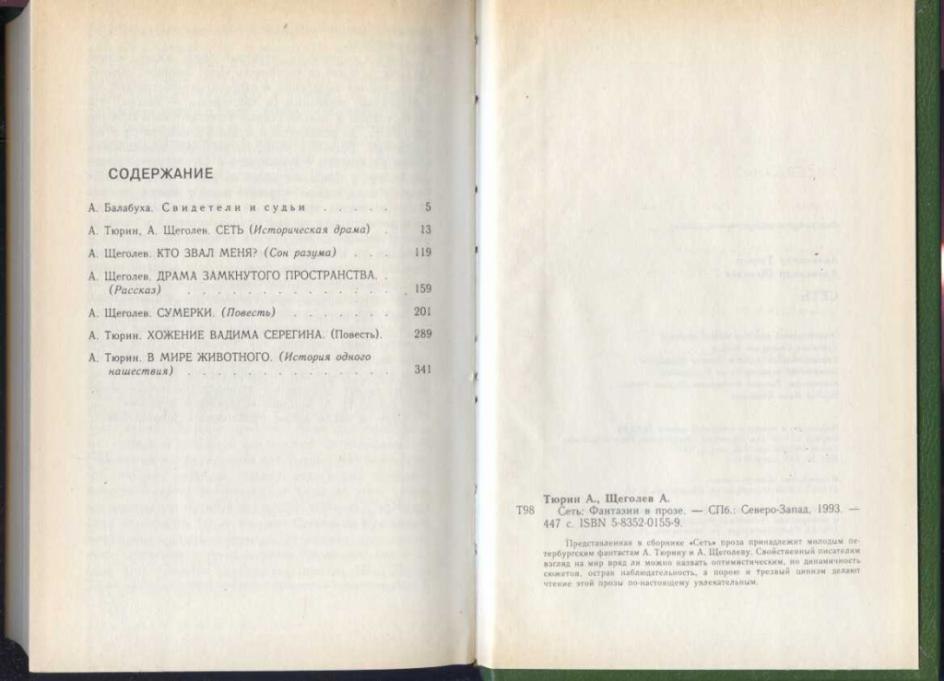 СОДЕРЖАНИЕ
А. Балабуха. Свидетели и судьи . . . . . 5
А. Тюрин, А. Щеголев. СЕТЬ (Историческая драма) . 13
А. Щеголев. КТО ЗВАЛ МЕНЯ? (Сон разума) . . . . 119
А. Щеголев. ДРАМА ЗАМКНУТОГО ПРОСТРАНСТВА. .
(Рассказ) . . . . . . . . . . . . . . 159
А. Щеголев. СУМЕРКИ. (Повесть) . . . . . . . 201
А. Тюрин. ХОЖЕНИЕ ВАДИМА СЕРЕГИНА. (Повесть). 289
А. Тюрин. В МИРЕ ЖИВОТНОГО. (История одного
нашествия) . . . . . . . . . . . . . 341
Тюрин А., Щеголев А.
Т98 Сеть: Фантазии в прозе. — СПб.: Северо-Запад, 1993. —
447 с. ISBN 5-8352-0155-9.
Представленная в сборнике «Сеть» проза принадлежит молодым пе-
тербургским фантастам А. Тюрину и А. Щеголеву. Свойственный писателям
взгляд на мир вряд ли можно назвать оптимистическим, но динамичность
сюжетов, острая наблюдательность, а порою и трезвый цинизм делают
чтение этой прозы по-настоящему увлекательным.